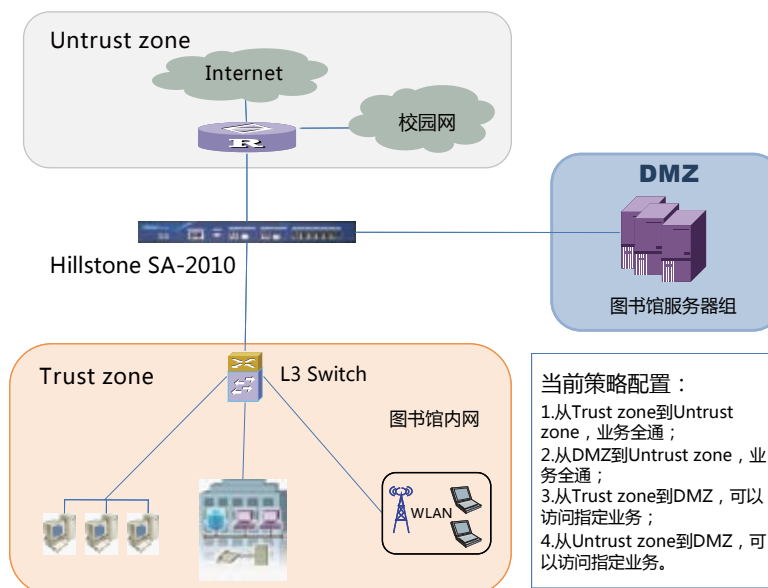 Untrust zone
Internet
校园网
R
DMZ
Hillstone SA-2010
图书馆服务器组
Trust zone
L3 Switch
图书馆内网
WLAN
当前策略配置：
1.从Trust zone到Untrust
zone，业务全通；
2.从DMZ到Untrust zone，业
务全通；
3.从Trust zone到DMZ，可以
访问指定业务；
4.从Untrust zone到DMZ，可
以访问指定业务。